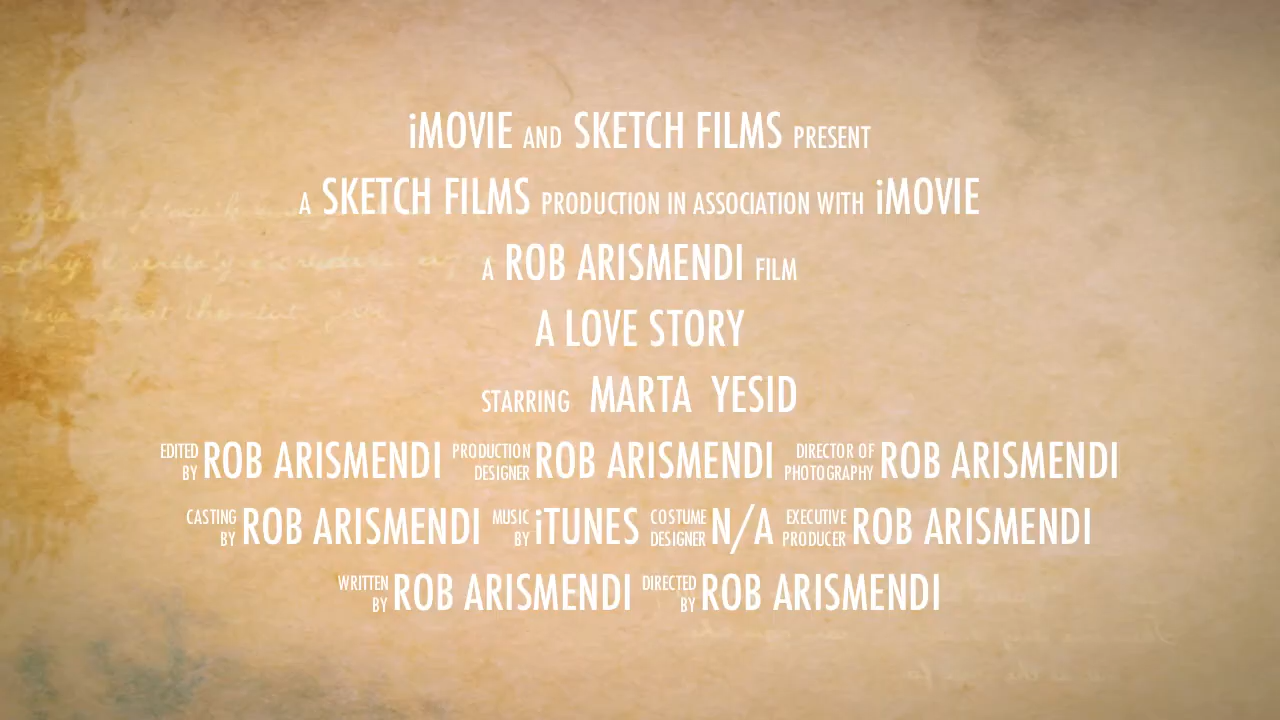 iMOVIE AND SKETCH FILMS PRESENT
A SKETCH FILMS PRODUCTION IN ASSOCIATION WITH iMOVIE
A ROB ARISMENDI FILM
A LOVE STORY
STARRING MARTA YESID
EDITED BY ROB ARISMENDI PRODUCTION DESIGNER ROB ARISMENDI DIRECTOR OF PHOTOGRAPHY ROB ARISMENDI
CASTING BY ROB ARISMENDI MUSIC BY iTUNES COSTUME DESIGNER N/A EXECUTIVE PRODUCER ROB ARISMENDI
WRITTEN BY ROB ARISMENDI DIRECTED BY ROB ARISMENDI